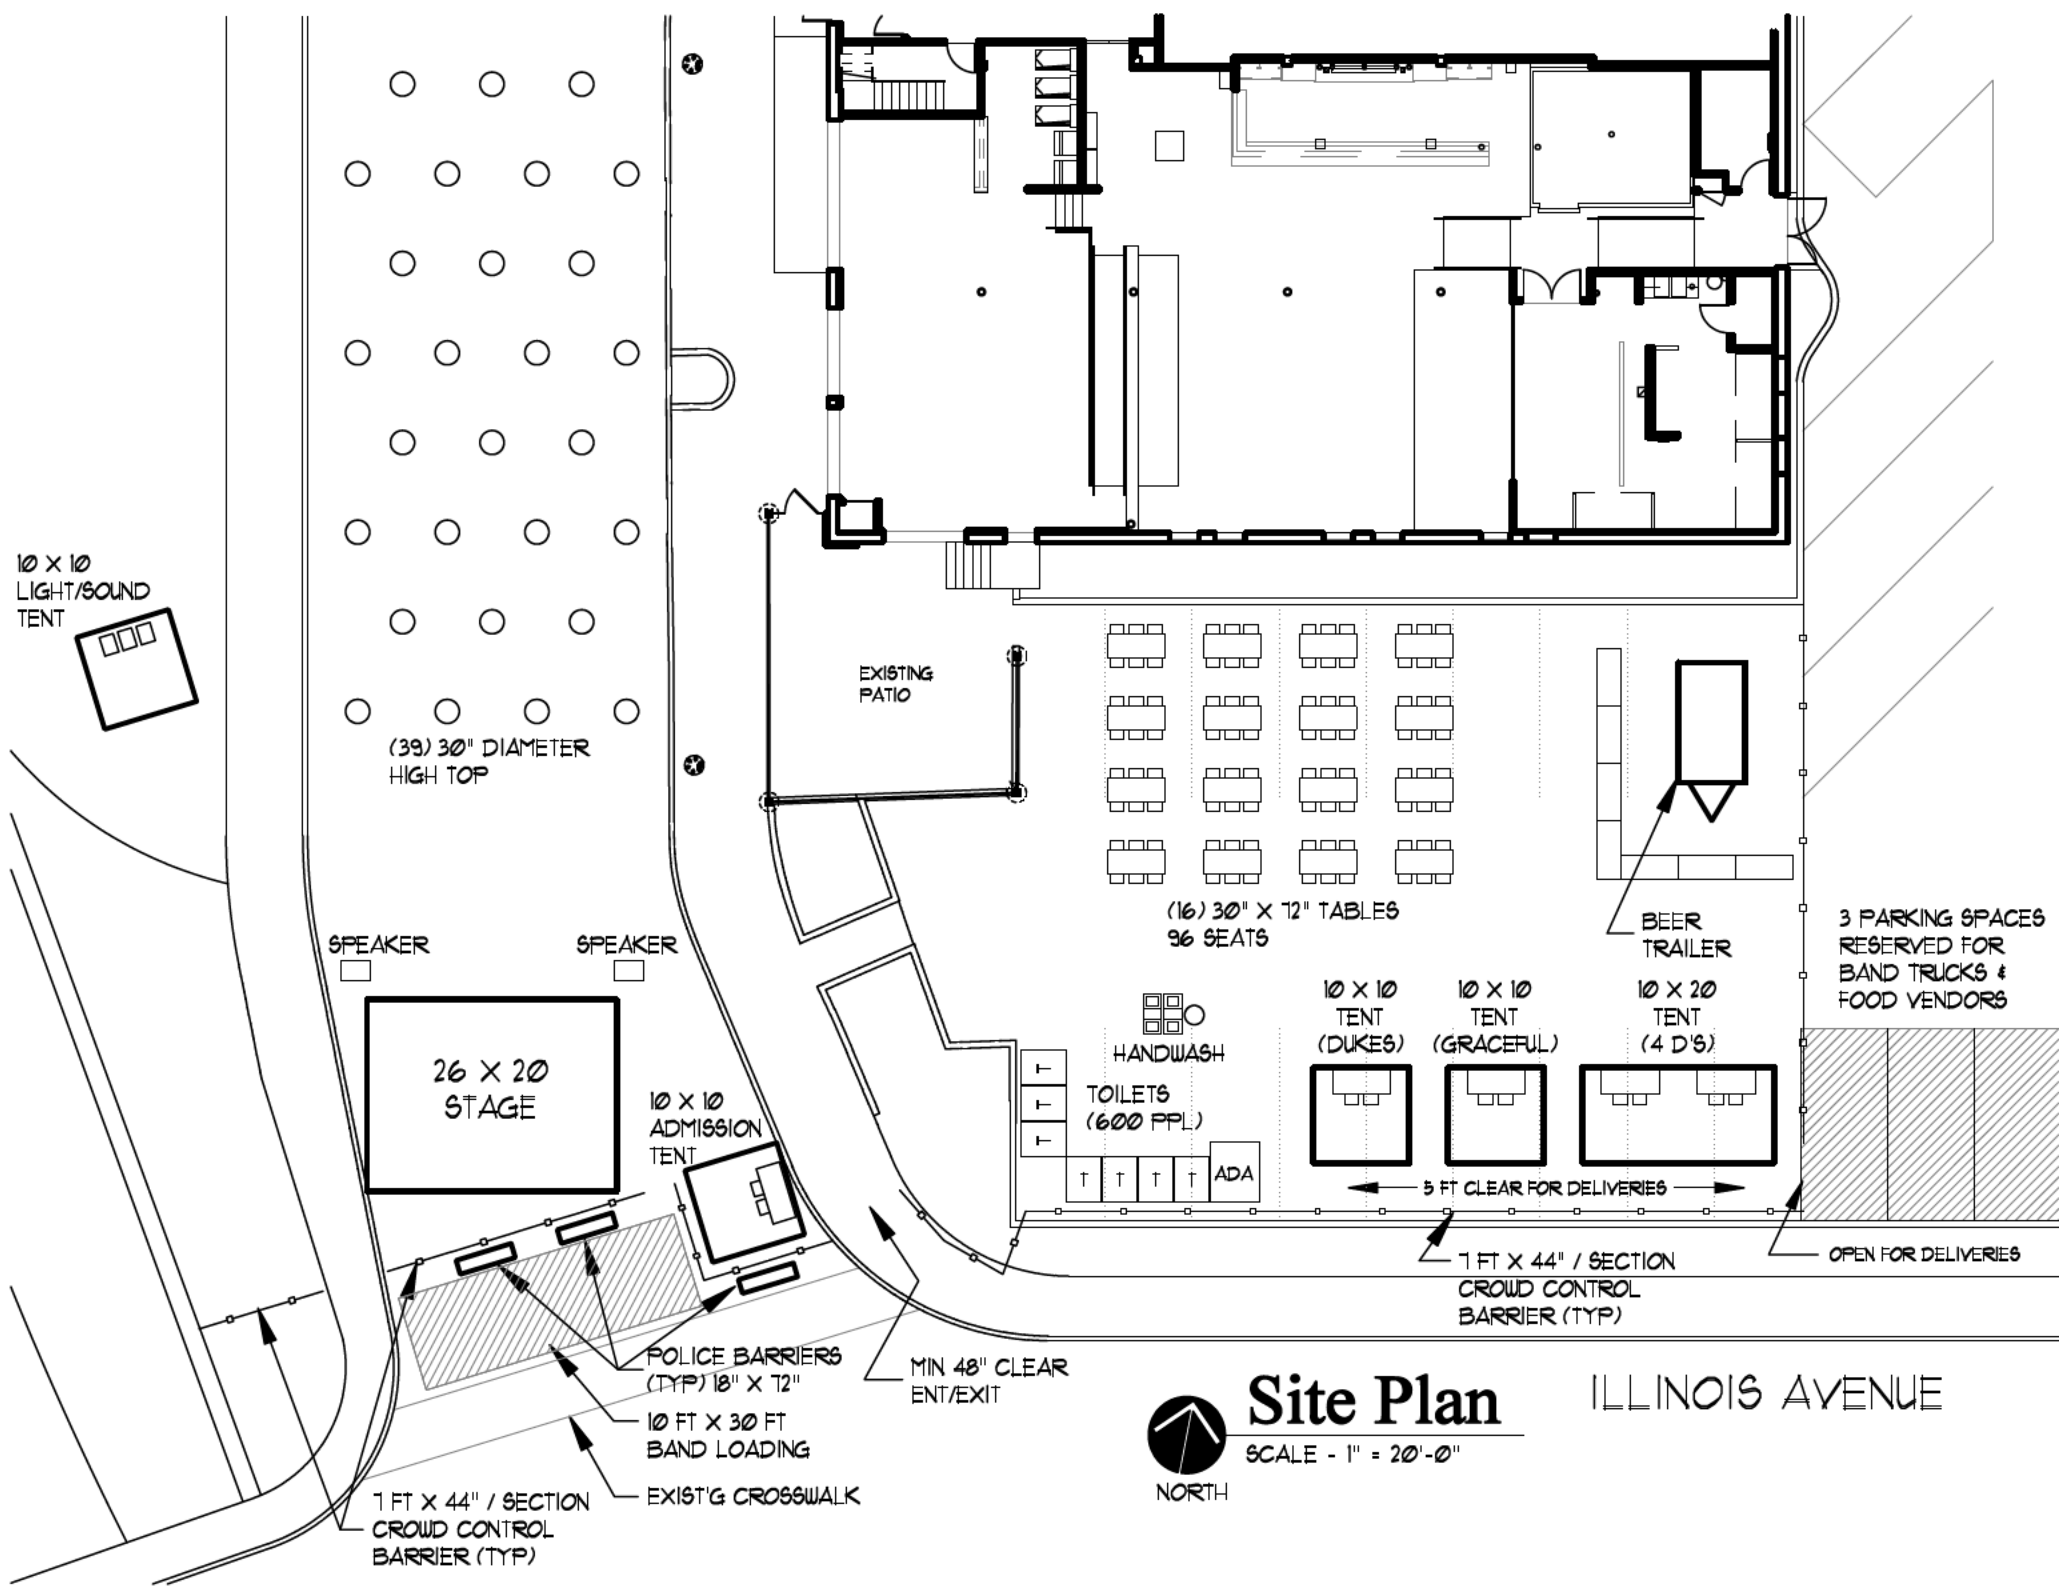 10 X 10
LIGHT/SOUND
TENT
EXISTING
PATIO
(39) 30" DIAMETER
HIGH TOP
(16) 30" X 72" TABLES
96 SEATS
BEER
TRAILER
3 PARKING SPACES
RESERVED FOR
BAND TRUCKS &
FOOD VENDORS
SPEAKER
SPEAKER
26 X 20
STAGE
10 X 10
ADMISSION
TENT
HANDWASH
TOILETS
(600 PPL)
ADA
10 X 10
TENT
(DUKES)
10 X 10
TENT
(GRACEFUL)
10 X 20
TENT
(4 D'S)
5 FT CLEAR FOR DELIVERIES
OPEN FOR DELIVERIES
7 FT X 44" / SECTION
CROWD CONTROL
BARRIER (TYP)
POLICE BARRIERS
(TYP) 18" X 72"
MIN 48" CLEAR
ENT/EXIT
10 FT X 30 FT
BAND LOADING
EXIST'G CROSSWALK
7 FT X 44" / SECTION
CROWD CONTROL
BARRIER (TYP)
Site Plan
SCALE - 1" = 20'-0"
NORTH
ILLINOIS AVENUE